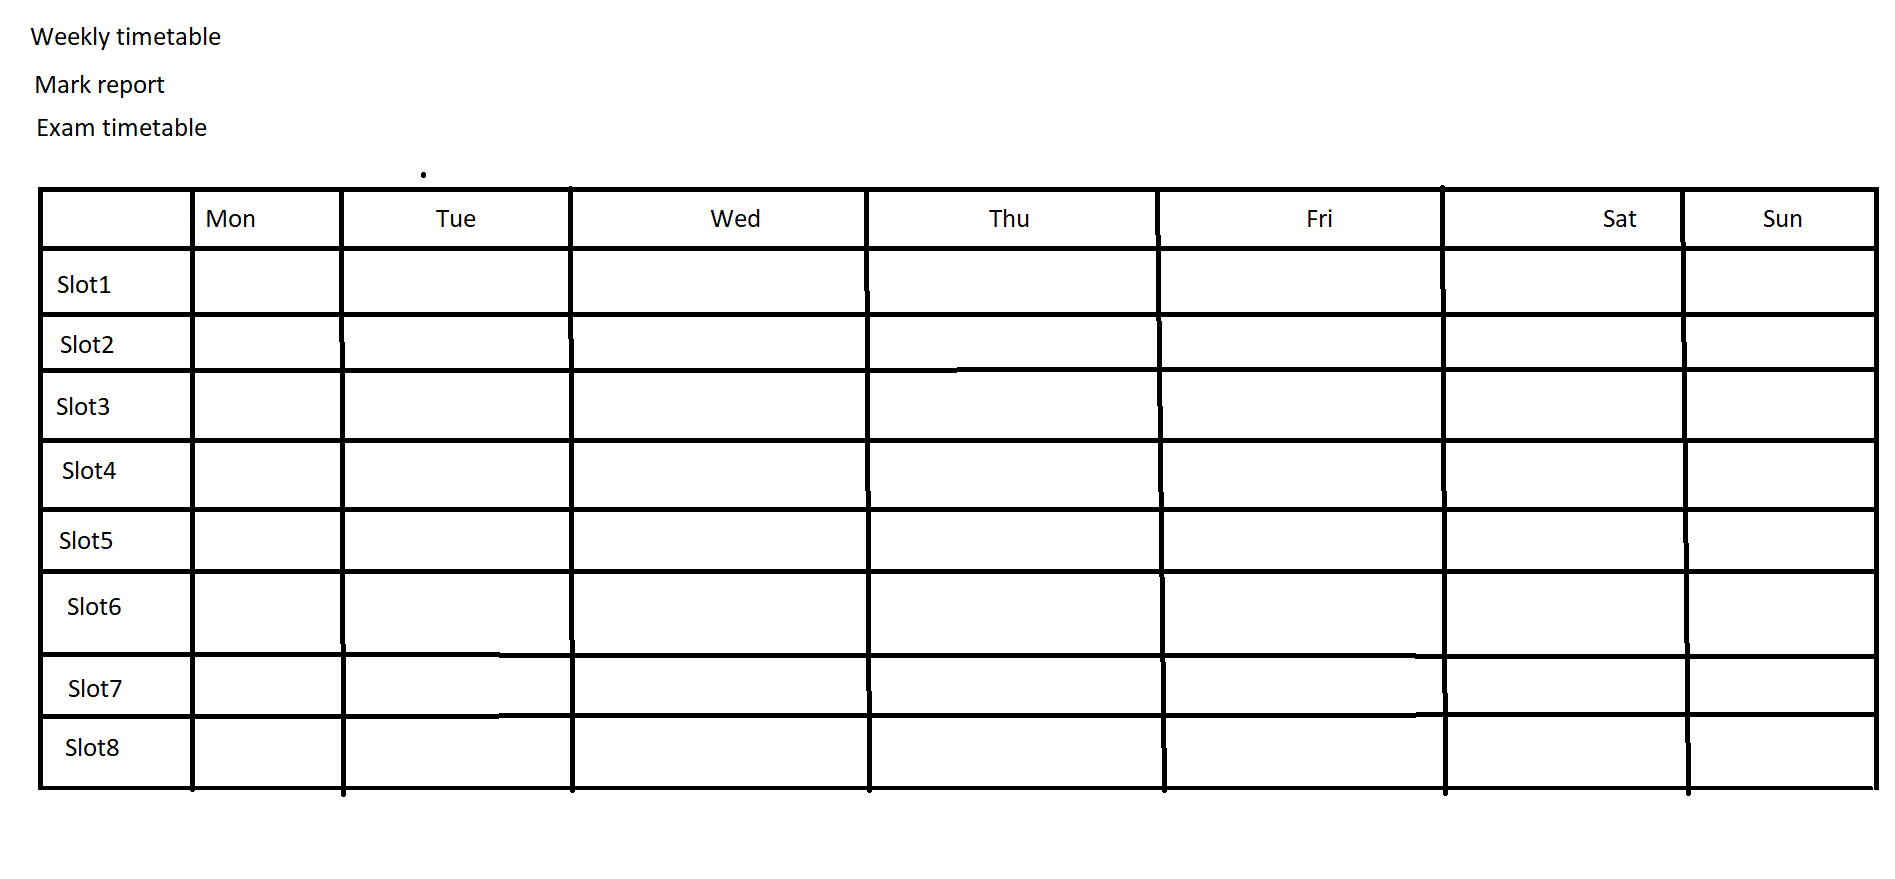 Weekly timetable
Mark report
Exam timetable
Mon Tue Wed Thu Fri Sat Sun
Slot1
Slot2
Slot3
Slot4
Slot5
Slot6
Slot7
Slot8